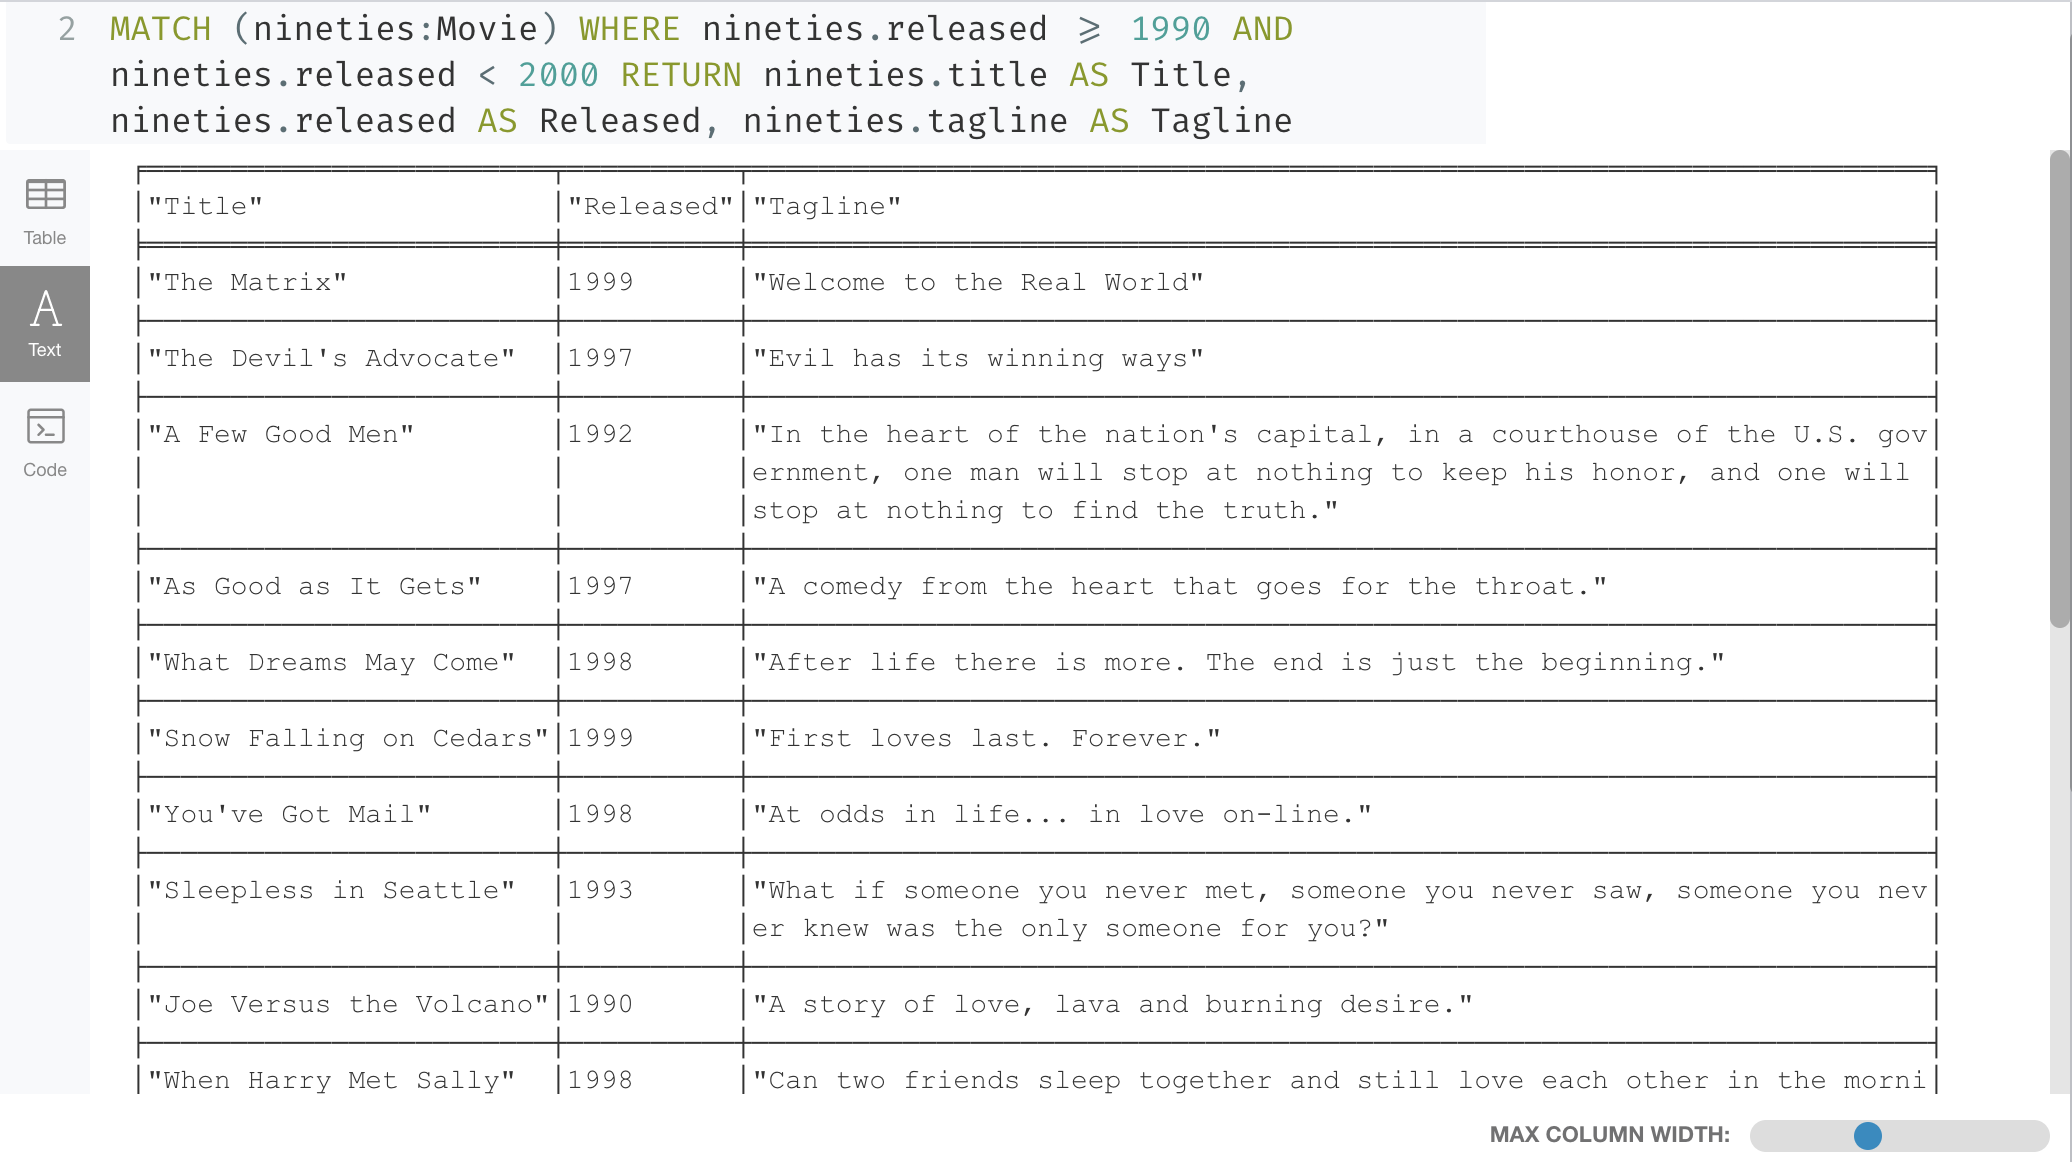 2 MATCH (nineties:Movie) WHERE nineties.released ≥ 1990 AND
nineties.released < 2000 RETURN nineties.title AS Title,
nineties.released AS Released, nineties.tagline AS Tagline
Table
Text
Code
"Title" "Released" "Tagline"
"The Matrix" 1999 "Welcome to the Real World"
"The Devil's Advocate" 1997 "Evil has its winning ways"
"A Few Good Men" 1992 "In the heart of the nation's capital, in a courthouse of the U.S. gov
ernment, one man will stop at nothing to keep his honor, and one will
stop at nothing to find the truth."
"As Good as It Gets" 1997 "A comedy from the heart that goes for the throat."
"What Dreams May Come" 1998 "After life there is more. The end is just the beginning."
"Snow Falling on Cedars" 1999 "First loves last. Forever."
"You've Got Mail" 1998 "At odds in life... in love on-line."
"Sleepless in Seattle" 1993 "What if someone you never met, someone you never saw, someone you nev
er knew was the only someone for you?"
"Joe Versus the Volcano" 1990 "A story of love, lava and burning desire."
"When Harry Met Sally" 1998 "Can two friends sleep together and still love each other in the morni
MAX COLUMN WIDTH: